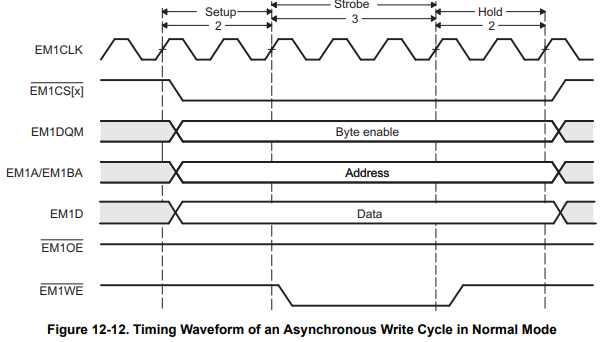 Setup
Strobe
Hold
2
3
2
EM1CLK
EM1CS[x]
EM1DQM
Byte enable
EM1A/EM1BA
Address
EM1D
Data
EM1OE
EM1WE
Figure 12-12. Timing Waveform of an Asynchronous Write Cycle in Normal Mode